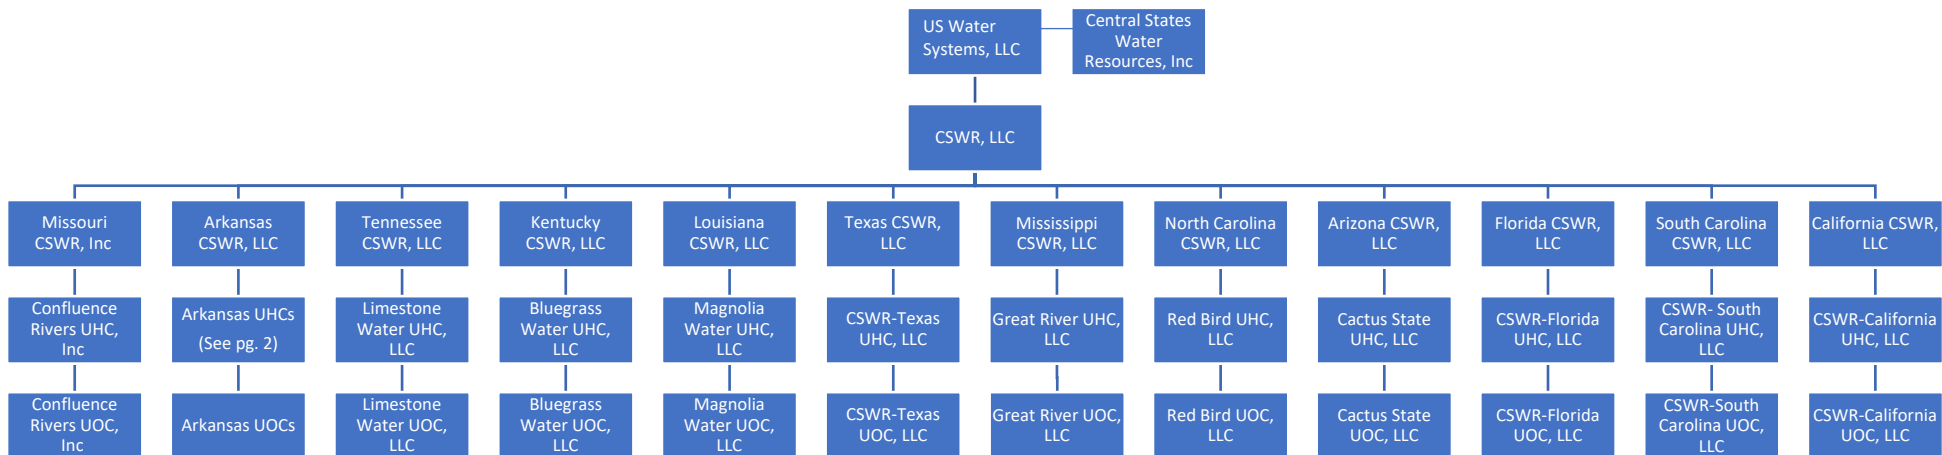 US Water
Systems, LLC
Central States
Water
Resources, Inc
CSWR, LLC
Missouri
CSWR, Inc
Arkansas
CSWR, LLC
Tennessee
CSWR, LLC
Kentucky
CSWR, LLC
Louisiana
CSWR, LLC
Texas CSWR,
LLC
Mississippi
CSWR, LLC
North Carolina
CSWR, LLC
Arizona CSWR,
LLC
Florida CSWR,
LLC
South Carolina
CSWR, LLC
California CSWR,
LLC
Confluence
Rivers UHC,
Inc
Arkansas UHCs
(See pg. 2)
Limestone
Water UHC,
LLC
Bluegrass
Water UHC,
LLC
Magnolia
Water UHC,
LLC
CSWR-Texas
UHC, LLC
Great River UHC,
LLC
Red Bird UHC,
LLC
Cactus State
UHC, LLC
CSWR-Florida
UHC, LLC
CSWR- South
Carolina UHC,
LLC
CSWR-California
UHC, LLC
Confluence
Rivers UOC,
Inc
Arkansas UOCs
Limestone
Water UOC,
LLC
Bluegrass
Water UOC,
LLC
Magnolia
Water UOC,
LLC
CSWR-Texas
UOC, LLC
Great River UOC,
LLC
Red Bird UOC,
LLC
Cactus State
UOC, LLC
CSWR-Florida
UOC, LLC
CSWR-South
Carolina UOC,
LLC
CSWR-California
UOC, LLC